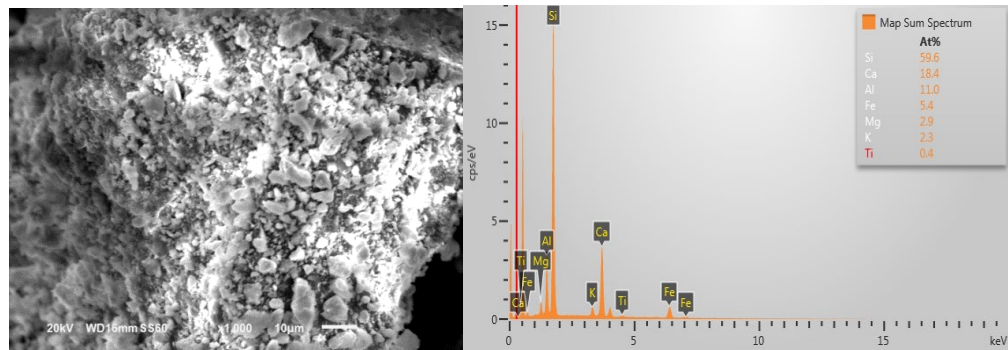 20kV WD16mm SS60 x1,000 10µm
Map Sum Spectrum
At%
Si 59.6
Ca 18.4
Al 11.0
Fe 5.4
Mg 2.9
K 2.3
Ti 0.4
cps/eV
15
10
5
0
Si
Al
Ti
Mg
Fe
Ca
Ca
K
Ti
Fe
Fe
0 5 10 15 keV